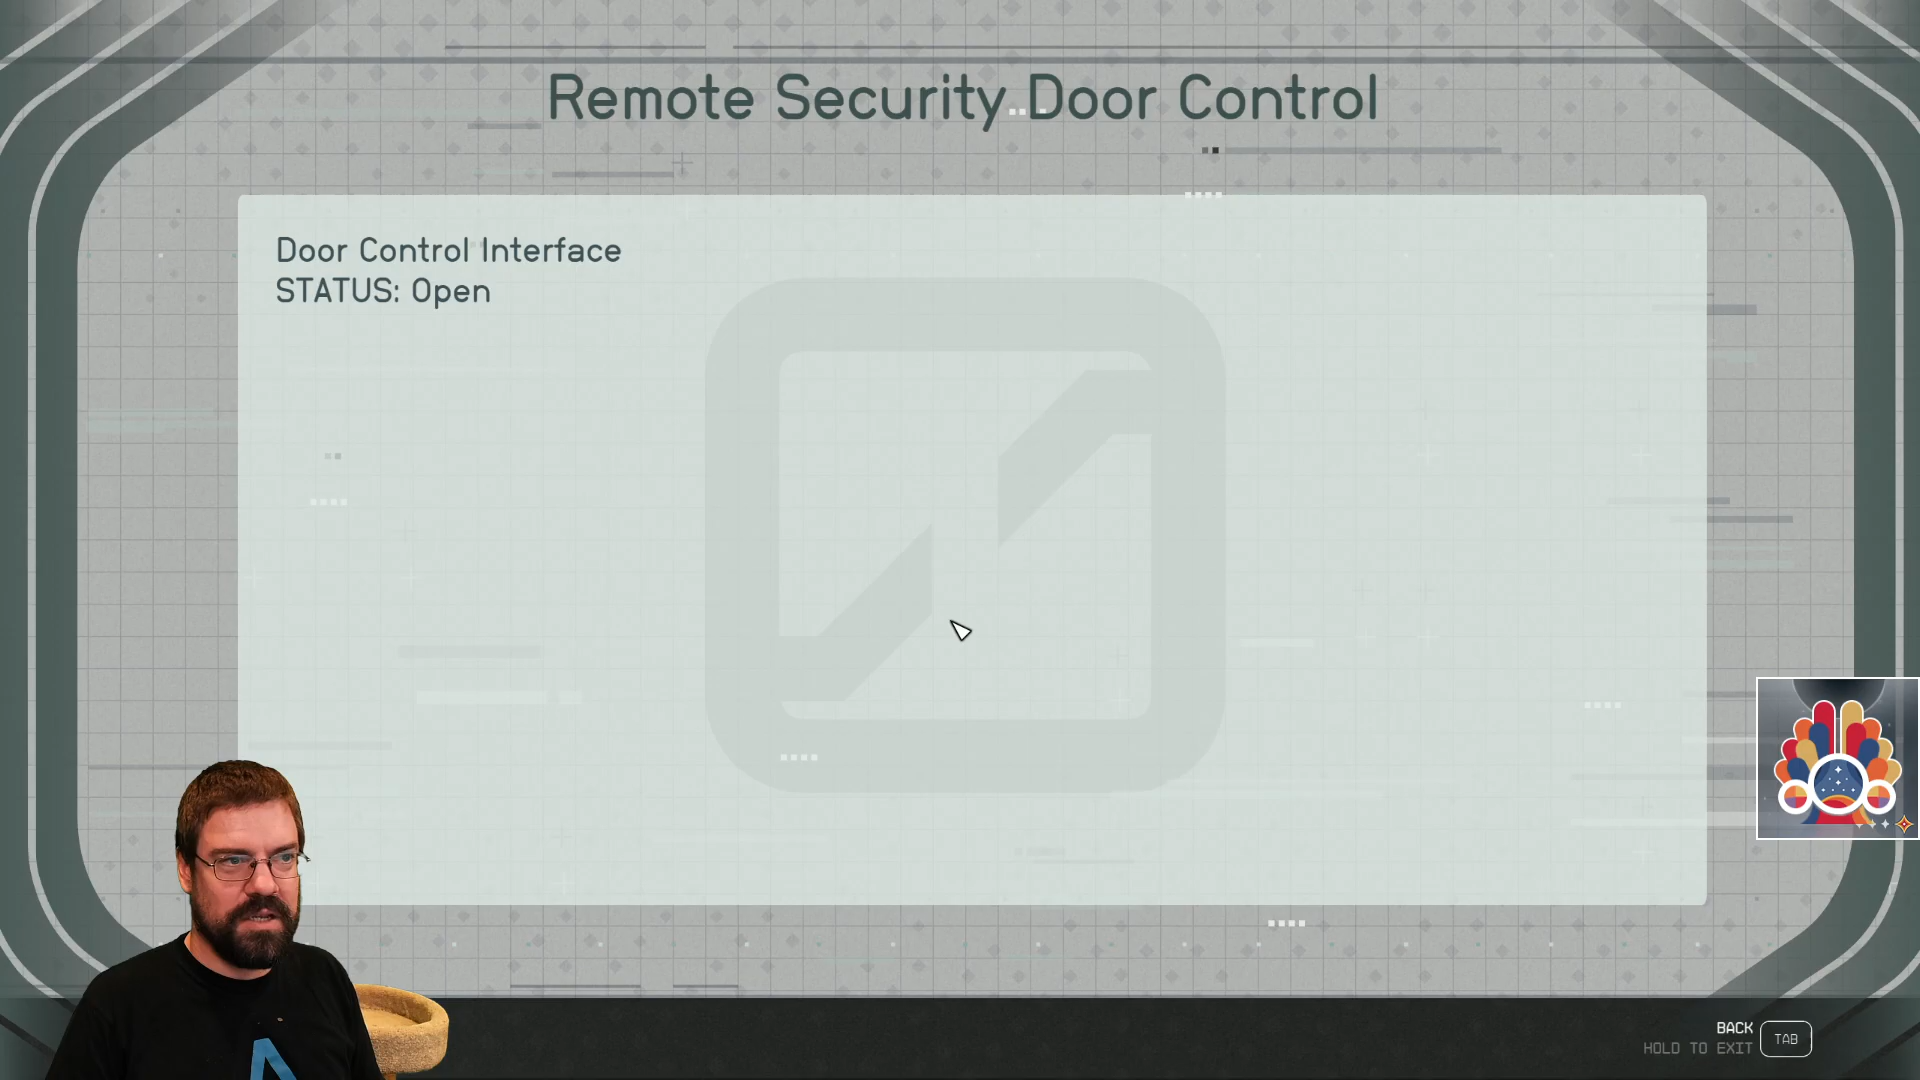 Remote Security Door Control
Door Control Interface
STATUS: Open
BACK
HOLD TO EXIT
TAB